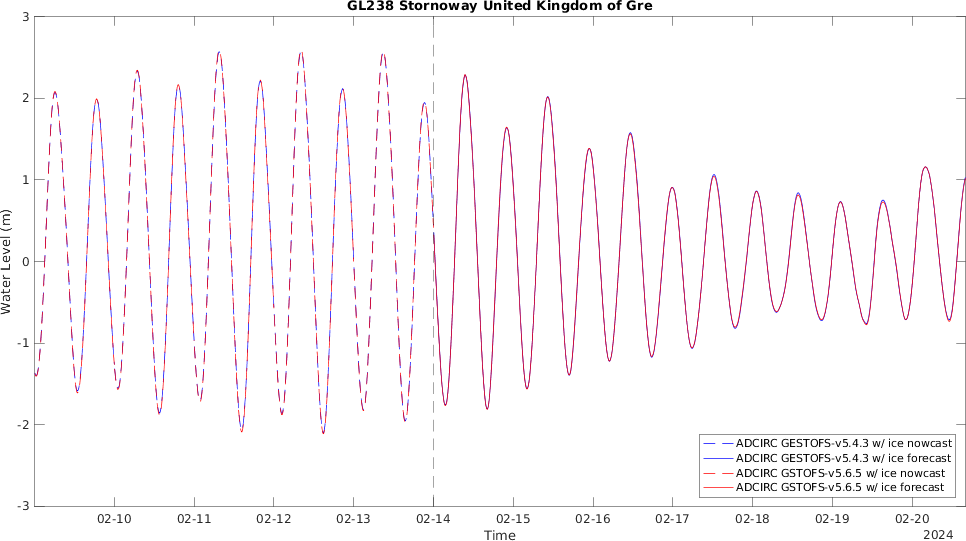 GL238 Stornoway United Kingdom of Gre
3
2
1
0
-1
-2
-3
Water Level (m)
02-10
02-11
02-12
02-13
02-14
02-15
02-16
02-17
02-18
02-19
02-20
Time
2024
ADCIRC GESTOFS-v5.4.3 w/ ice nowcast
ADCIRC GESTOFS-v5.4.3 w/ ice forecast
ADCIRC GSTOFS-v5.6.5 w/ ice nowcast
ADCIRC GSTOFS-v5.6.5 w/ ice forecast